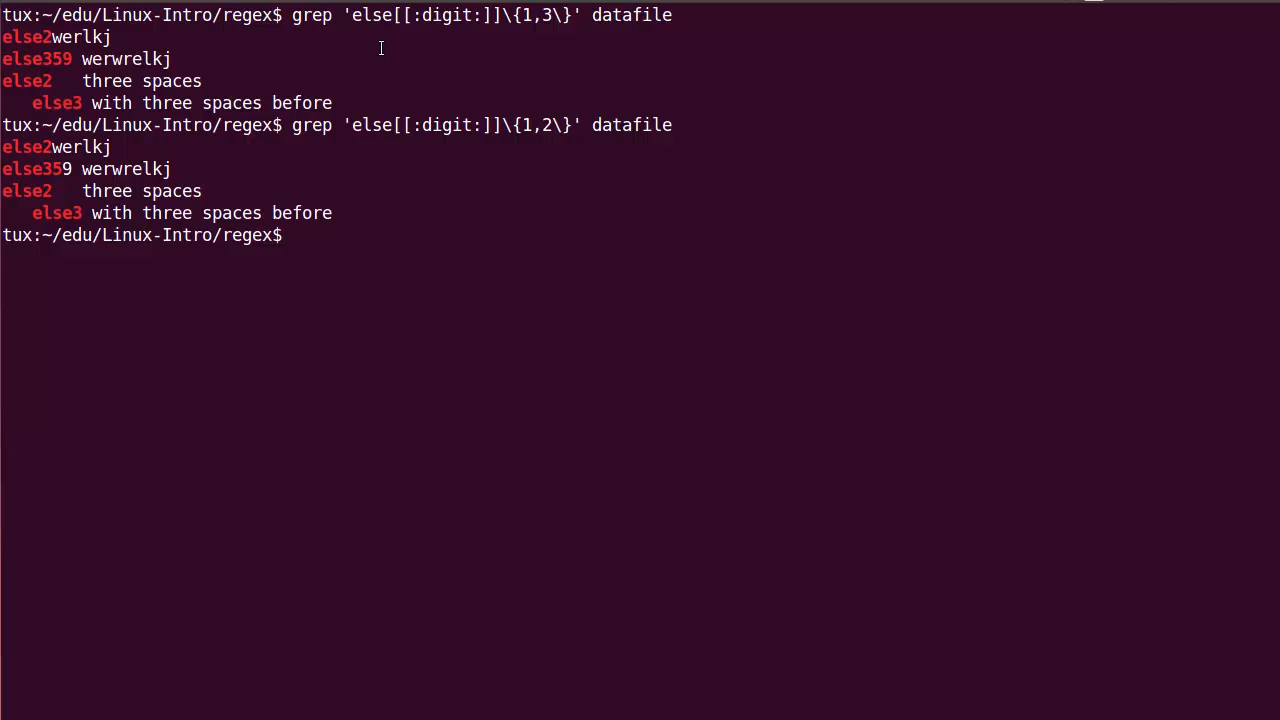 tux:~/edu/Linux-Intro/regex$ grep 'else[[:digit:]]\{1,3\}' datafile
else2werlkj
else359 werwrelkj
else2   three spaces
   else3 with three spaces before
tux:~/edu/Linux-Intro/regex$ grep 'else[[:digit:]]\{1,2\}' datafile
else2werlkj
else359 werwrelkj
else2   three spaces
   else3 with three spaces before
tux:~/edu/Linux-Intro/regex$